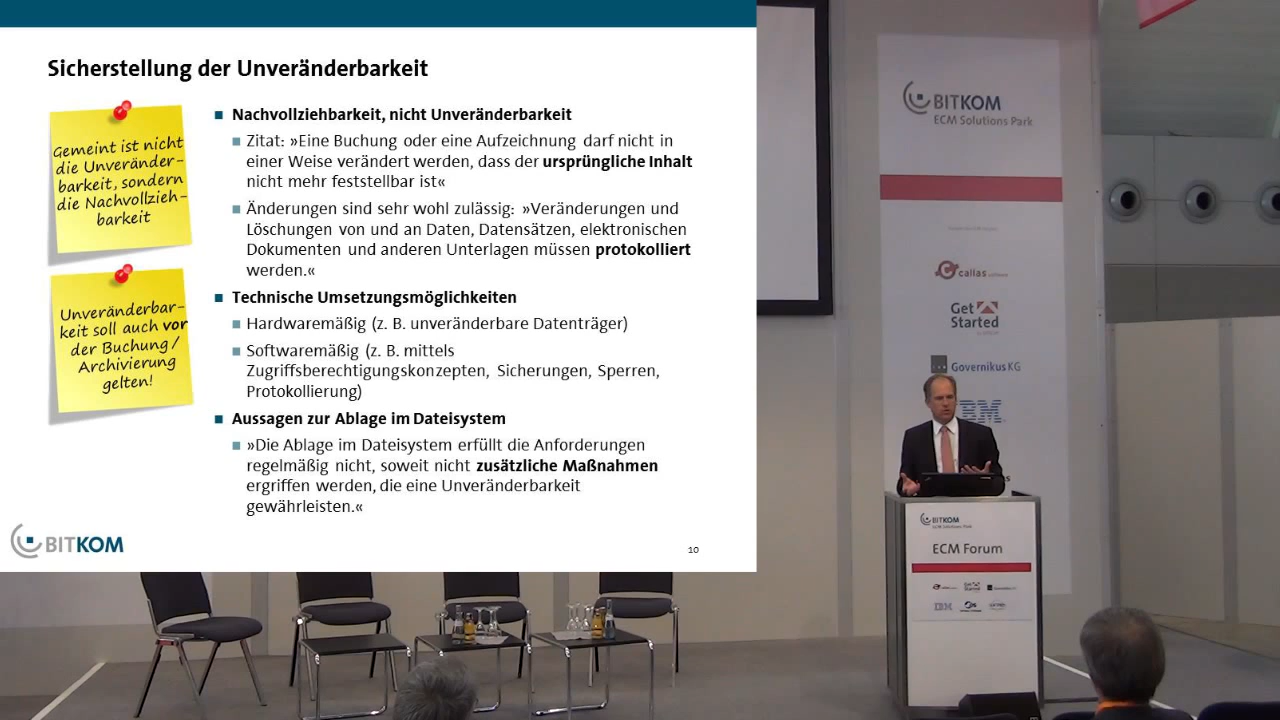 Sicherstellung der Unveränderbarkeit
Gemeint ist nicht
die Unveränder-
barkeit, sondern
die Nachvollzieh-
barkeit
Unveränderbar-
keit soll auch vor
der Buchung /
Archivierung
gelten!
Nachvollziehbarkeit, nicht Unveränderbarkeit
Zitat: »Eine Buchung oder eine Aufzeichnung darf nicht in
einer Weise verändert werden, dass der ursprüngliche Inhalt
nicht mehr feststellbar ist«
Änderungen sind sehr wohl zulässig: »Veränderungen und
Löschungen von und an Daten, Datensätzen, elektronischen
Dokumenten und anderen Unterlagen müssen protokolliert
werden.«
Technische Umsetzungsmöglichkeiten
Hardwaremäßig (z. B. unveränderbare Datenträger)
Softwaremäßig (z. B. mittels
Zugriffsberechtigungskonzepten, Sicherungen, Sperren,
Protokollierung)
Aussagen zur Ablage im Dateisystem
»Die Ablage im Dateisystem erfüllt die Anforderungen
regelmäßig nicht, soweit nicht zusätzliche Maßnahmen
ergriffen werden, die eine Unveränderbarkeit
gewährleisten.«
BITKOM
10
BITKOM
ECM Solutions Park
callas software
Get
Started
Governikus KG
IBM
BITKOM
ECM Solutions Park
ECM Forum
IBM